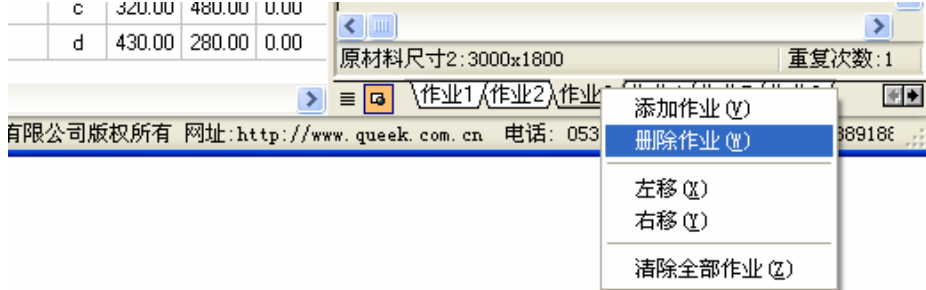 c 320.00 480.00 0.00
d 430.00 280.00 0.00
原材料尺寸2:3000x1800 重复次数:1
作业1 作业2 作业
有限公司版权所有 网址:http://www.queek.com.cn 电话: 053
添加作业(V)
删除作业(W)
左移(X)
右移(Y)
清除全部作业(Z)